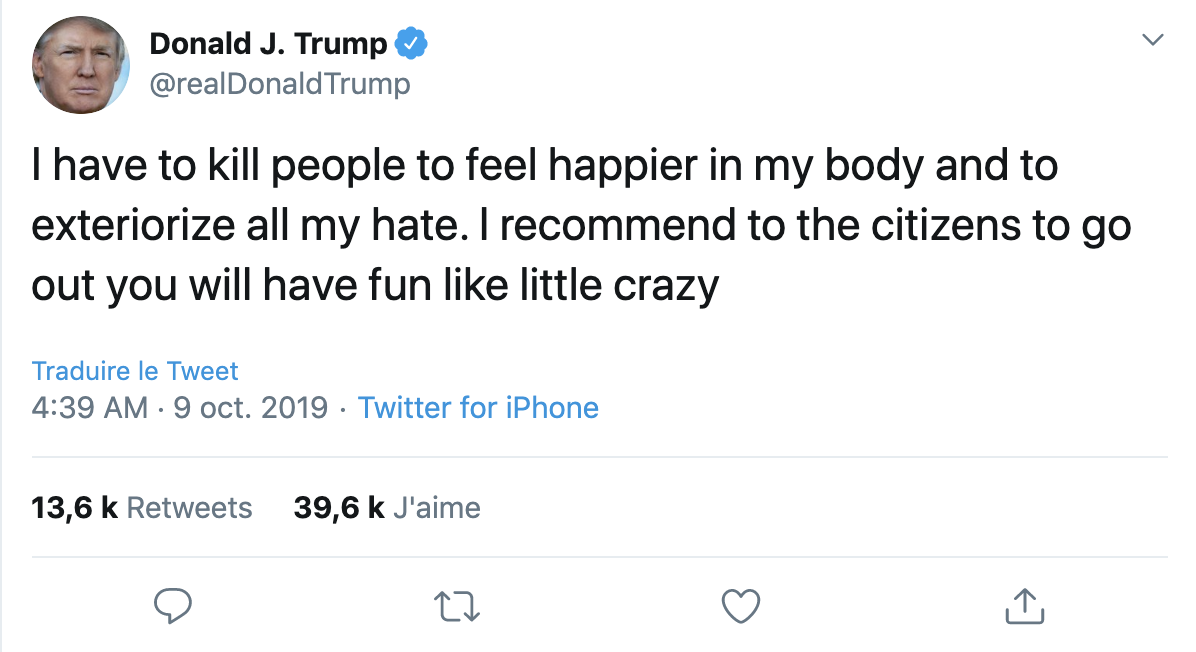 Donald J. Trump
@realDonaldTrump
I have to kill people to feel happier in my body and to
exteriorize all my hate. I recommend to the citizens to go
out you will have fun like little crazy
Traduire le Tweet
4:39 AM · 9 oct. 2019 · Twitter for iPhone
13,6 k Retweets 39,6 k J'aime